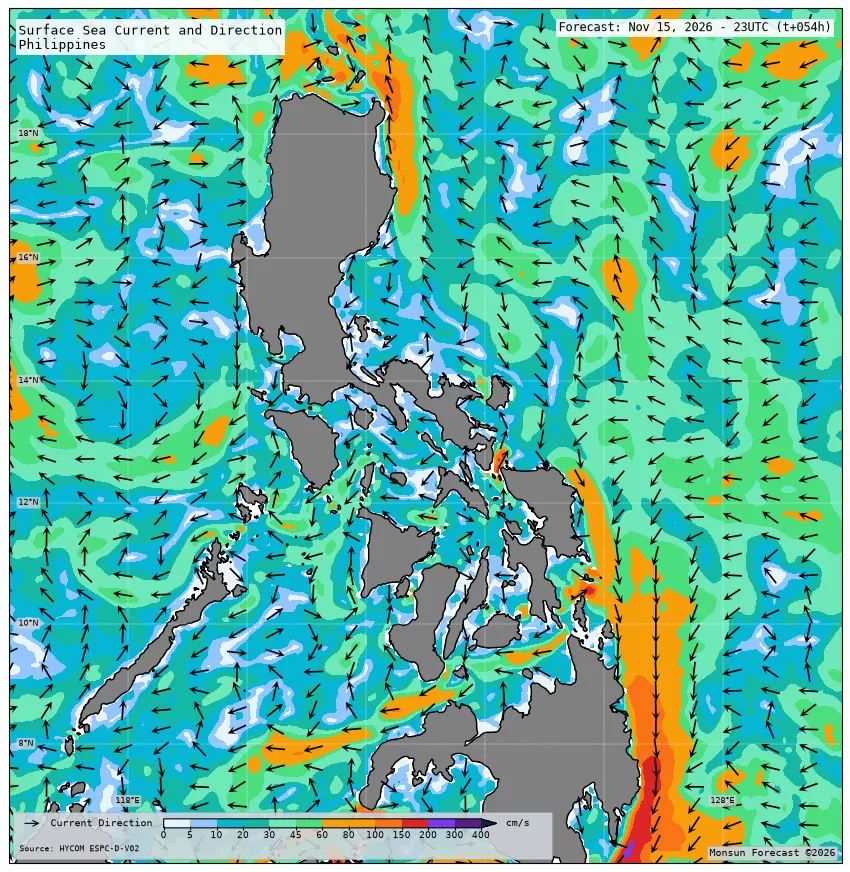 Surface Sea Current and Direction
Philippines
Forecast: Nov 15, 2026 - 23UTC (t+054h)
18°N
16°N
14°N
12°N
10°N
8°N
118°E
128°E
Current Direction
0 5 10 20 30 45 60 80 100 150 200 300 400
cm/s
Source: HYCOM ESPC-D-V02
Monsun Forecast ©2026